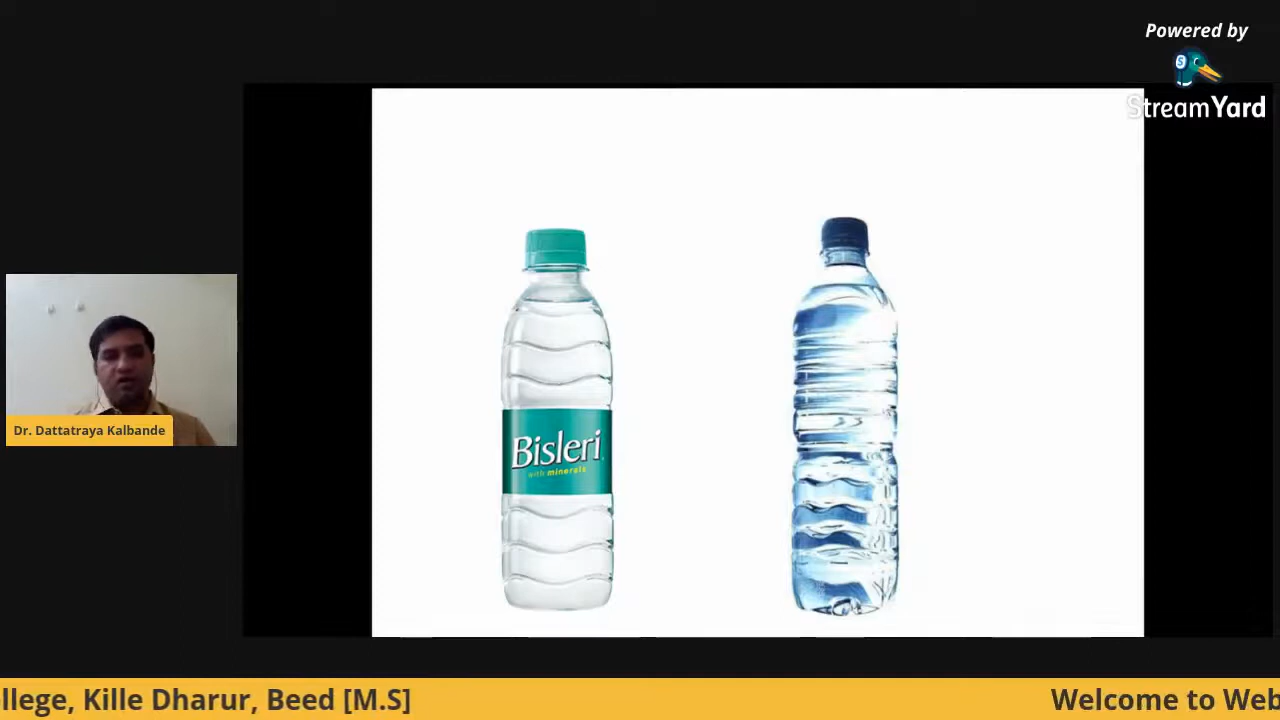 Powered by
StreamYard
Bisleri
with minerals
Dr. Dattatraya Kalbande
llege, Kille Dharur, Beed [M.S]
Welcome to Web